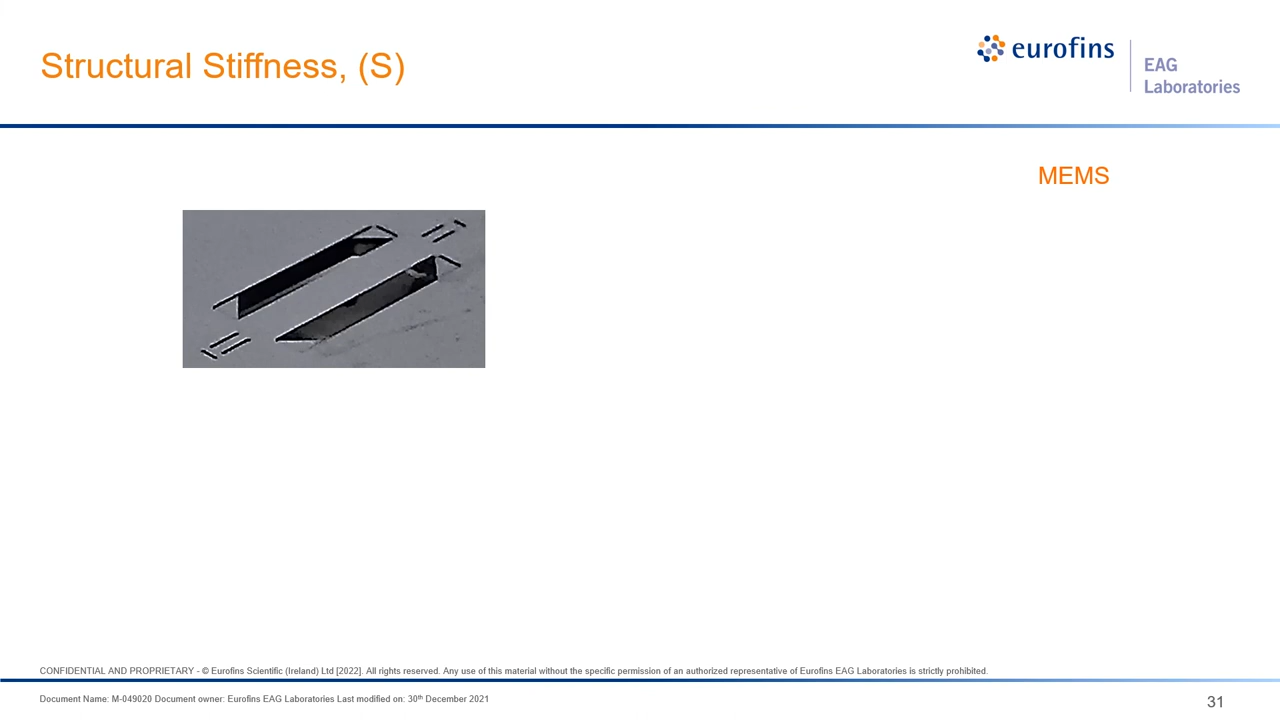 Structural Stiffness, (S)
eurofins
EAG
Laboratories
MEMS
CONFIDENTIAL AND PROPRIETARY - © Eurofins Scientific (Ireland) Ltd [2022]. All rights reserved. Any use of this material without the specific permission of an authorized representative of Eurofins EAG Laboratories is strictly prohibited.
Document Name: M-049020 Document owner: Eurofins EAG Laboratories Last modified on: 30th December 2021
31